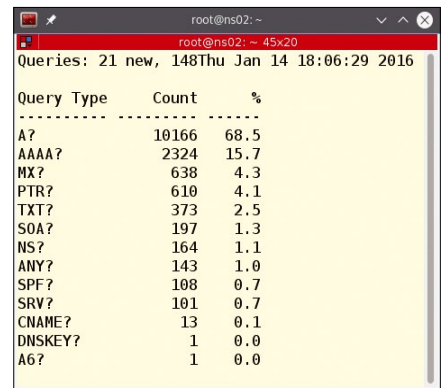 root@ns02: ~
root@ns02: ~ 45x20
Queries: 21 new, 148Thu Jan 14 18:06:29 2016
Query Type Count %
---------- --------- ------
A? 10166 68.5
AAAA? 2324 15.7
MX? 638 4.3
PTR? 610 4.1
TXT? 373 2.5
SOA? 197 1.3
NS? 164 1.1
ANY? 143 1.0
SPF? 108 0.7
SRV? 101 0.7
CNAME? 13 0.1
DNSKEY? 1 0.0
A6? 1 0.0